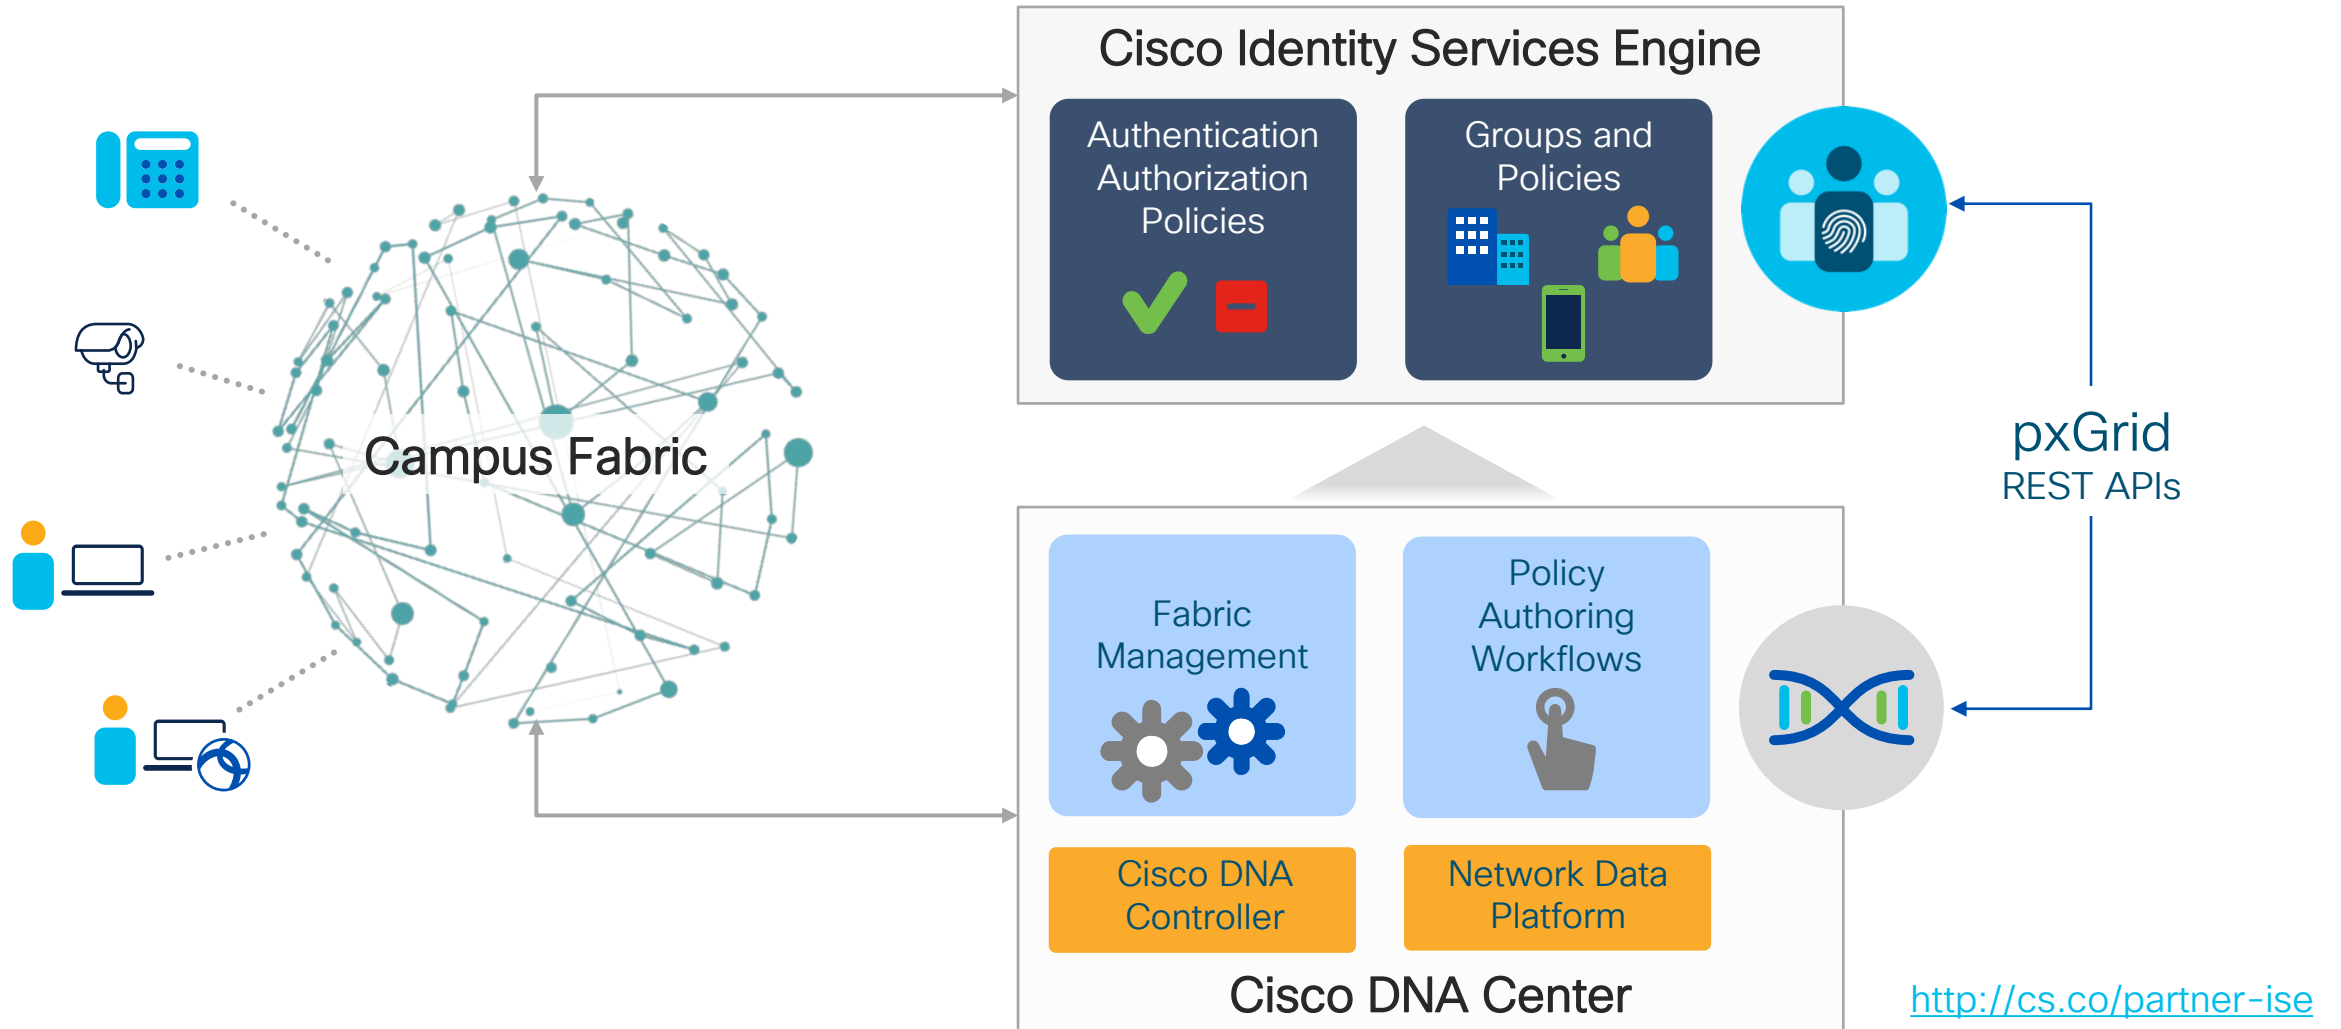 Cisco Identity Services Engine
Authentication
Authorization
Policies
Groups and
Policies
Campus Fabric
pxGrid
REST APIs
Fabric
Management
Policy
Authoring
Workflows
Cisco DNA
Controller
Network Data
Platform
Cisco DNA Center
http://cs.co/partner-ise